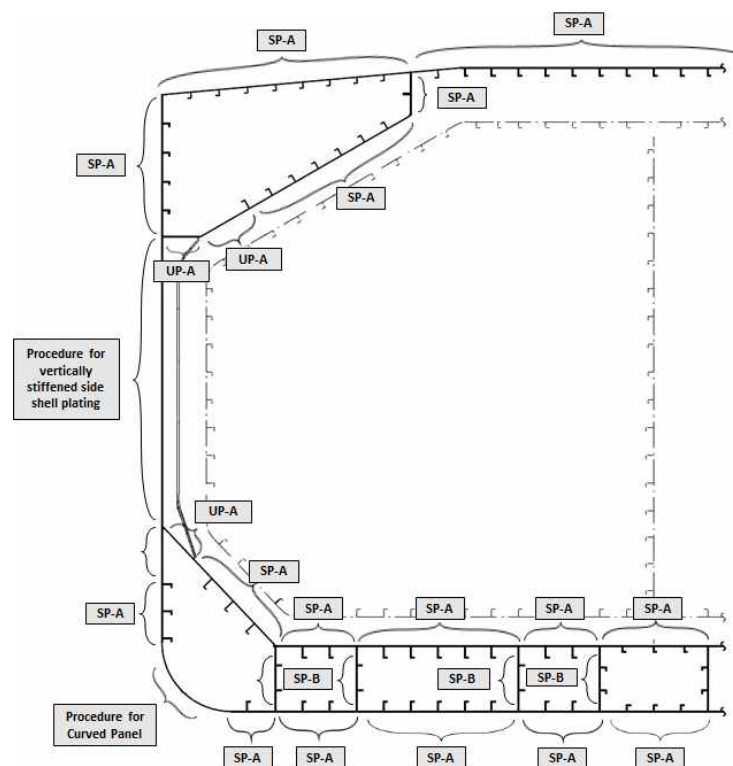 SP-A
SP-A
SP-A
SP-A
SP-A
UP-A
UP-A
Procedure for
vertically
stiffened side
shell plating
UP-A
SP-A
SP-A
SP-A
SP-A
SP-A
SP-A
SP-B
SP-B
SP-B
Procedure for
Curved Panel
SP-A
SP-A
SP-A
SP-A
SP-A